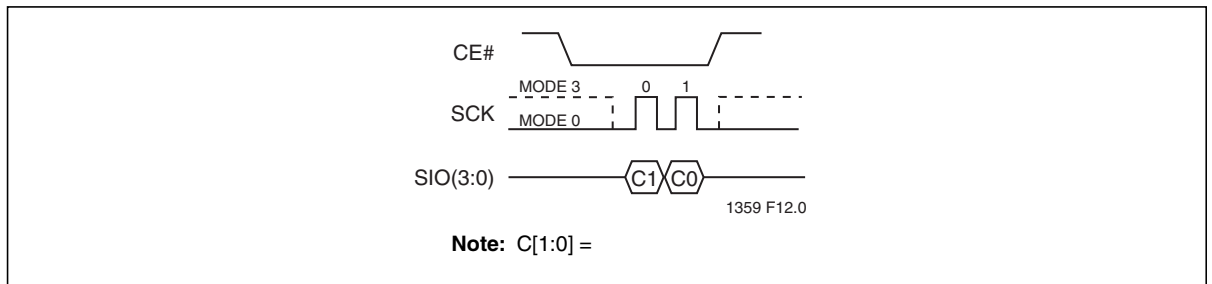 CE#
MODE 3 0 1
SCK
MODE 0
SIO(3:0) C1 C0
1359 F12.0
Note: C[1:0] =